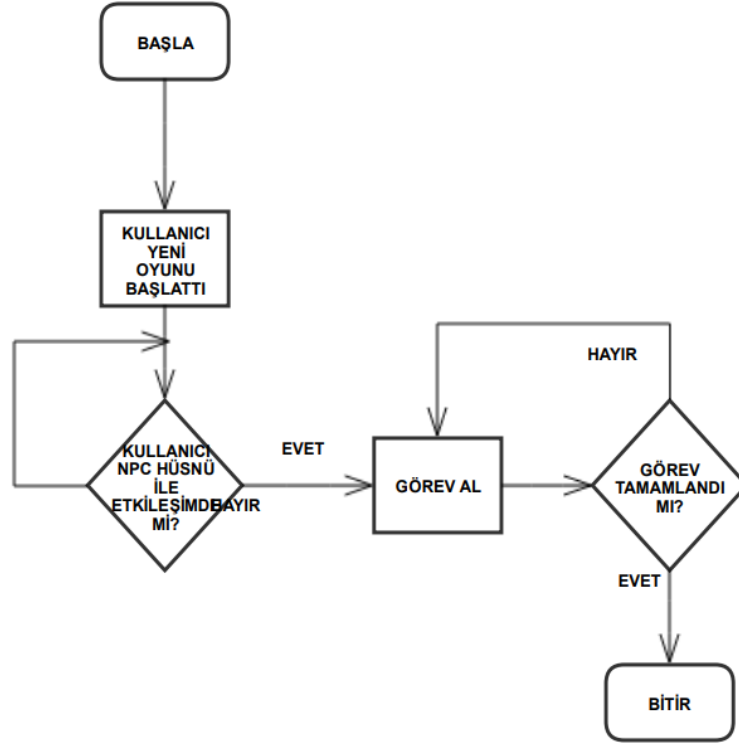 BAŞLA
KULLANICI
YENİ
OYUNU
BAŞLATTI
KULLANICI
NPC HÜSNÜ
İLE
ETKİLEŞİMDE
Mİ?
HAYIR
EVET
GÖREV AL
HAYIR
GÖREV
TAMAMLANDI
MI?
EVET
BİTİR